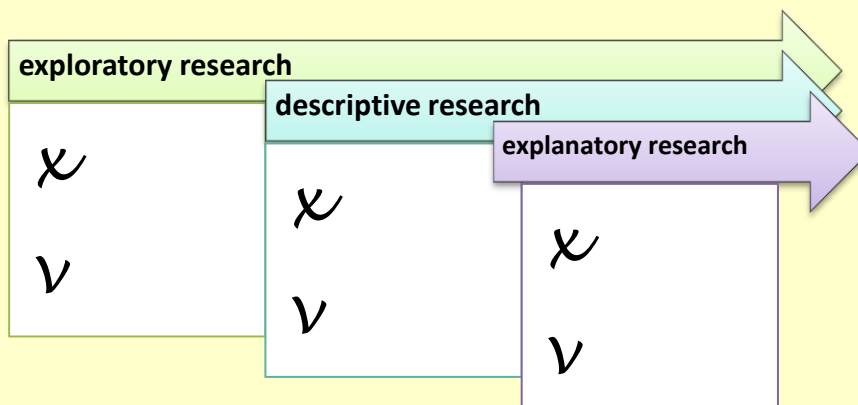 exploratory research
x
v
descriptive research
x
v
explanatory research
x
v